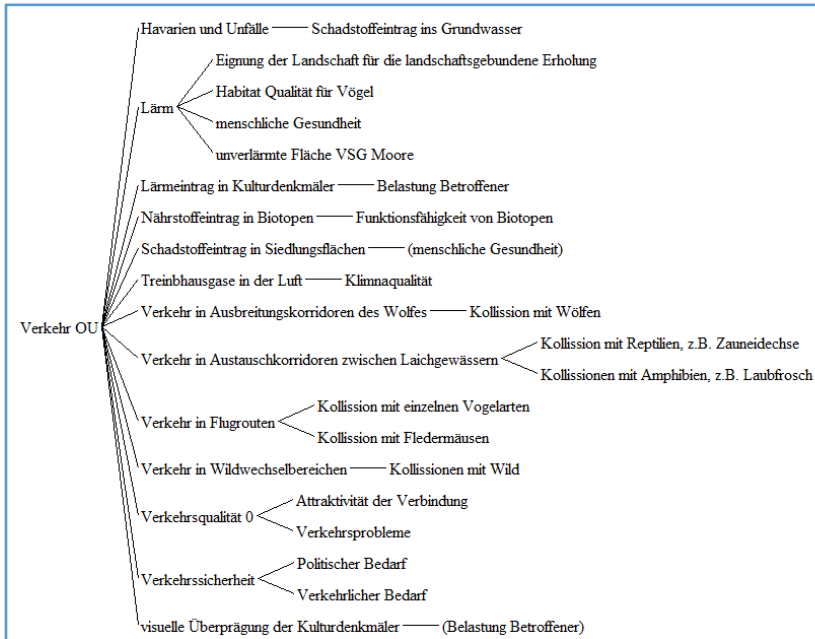 Havarien und Unfälle Schadstoffeintrag ins Grundwasser
Eignung der Landschaft für die landschaftsgebundene Erholung
Habitat Qualität für Vögel
Lärm
menschliche Gesundheit
unverlärmte Fläche VSG Moore
Lärmeintrag in Kulturdenkmäler Belastung Betroffener
Nährstoffeintrag in Biotopen Funktionsfähigkeit von Biotopen
Schadstoffeintrag in Siedlungsflächen (menschliche Gesundheit)
Treinbhausgase in der Luft Klimnaqualität
Verkehr in Ausbreitungskorridoren des Wolfes Kollission mit Wölfen
Verkehr OU
Kollission mit Reptilien, z.B. Zauneidechse
Verkehr in Austauschkorridoren zwischen Laichgewässern
Kollissionen mit Amphibien, z.B. Laubfrosch
Kollission mit einzelnen Vogelarten
Verkehr in Flugrouten
Kollission mit Fledermäusen
Verkehr in Wildwechselbereichen Kollissionen mit Wild
Attraktivität der Verbindung
Verkehrsqualität 0
Verkehrsprobleme
Politischer Bedarf
Verkehrssicherheit
Verkehrlicher Bedarf
visuelle Überprägung der Kulturdenkmäler (Belastung Betroffener)